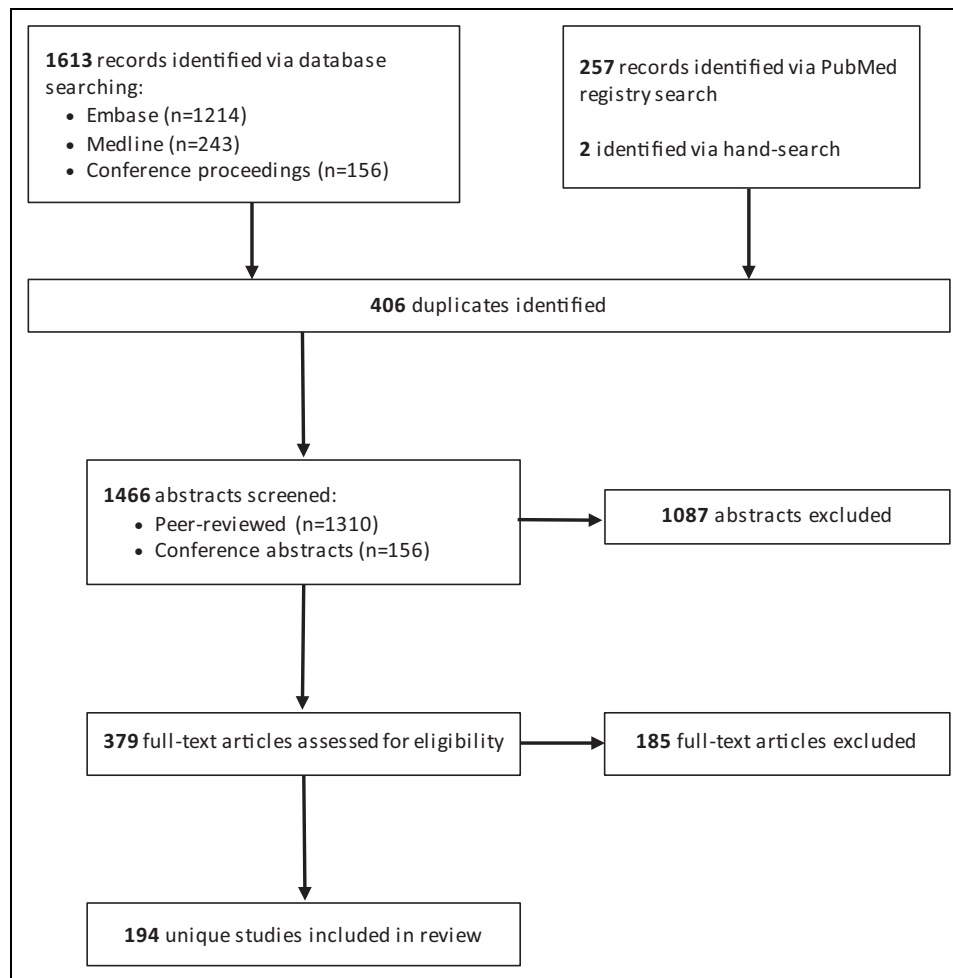 1613 records identified via database
searching:
• Embase (n=1214)
• Medline (n=243)
• Conference proceedings (n=156)
257 records identified via PubMed
registry search
2 identified via hand-search
406 duplicates identified
1466 abstracts screened:
• Peer-reviewed (n=1310)
• Conference abstracts (n=156)
1087 abstracts excluded
379 full-text articles assessed for eligibility
185 full-text articles excluded
194 unique studies included in review